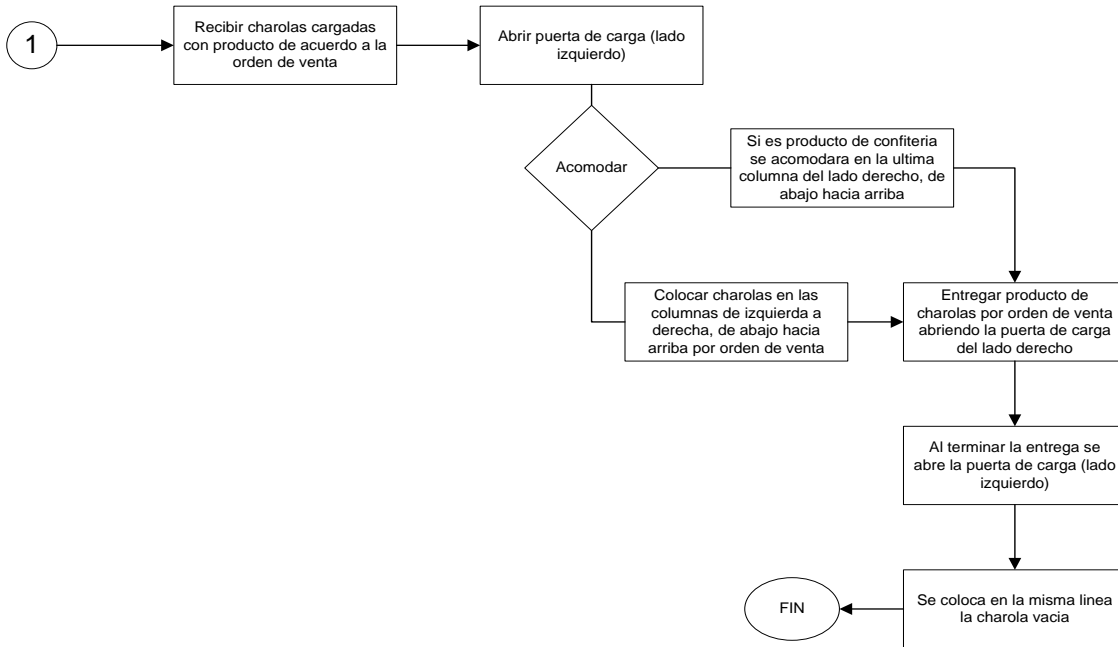 1
Recibir charolas cargadas
con producto de acuerdo a la
orden de venta
Abrir puerta de carga (lado
izquierdo)
Acomodar
Si es producto de confiteria
se acomodara en la ultima
columna del lado derecho, de
abajo hacia arriba
Colocar charolas en las
columnas de izquierda a
derecha, de abajo hacia
arriba por orden de venta
Entregar producto de
charolas por orden de venta
abriendo la puerta de carga
del lado derecho
Al terminar la entrega se
abre la puerta de carga (lado
izquierdo)
Se coloca en la misma linea
la charola vacia
FIN